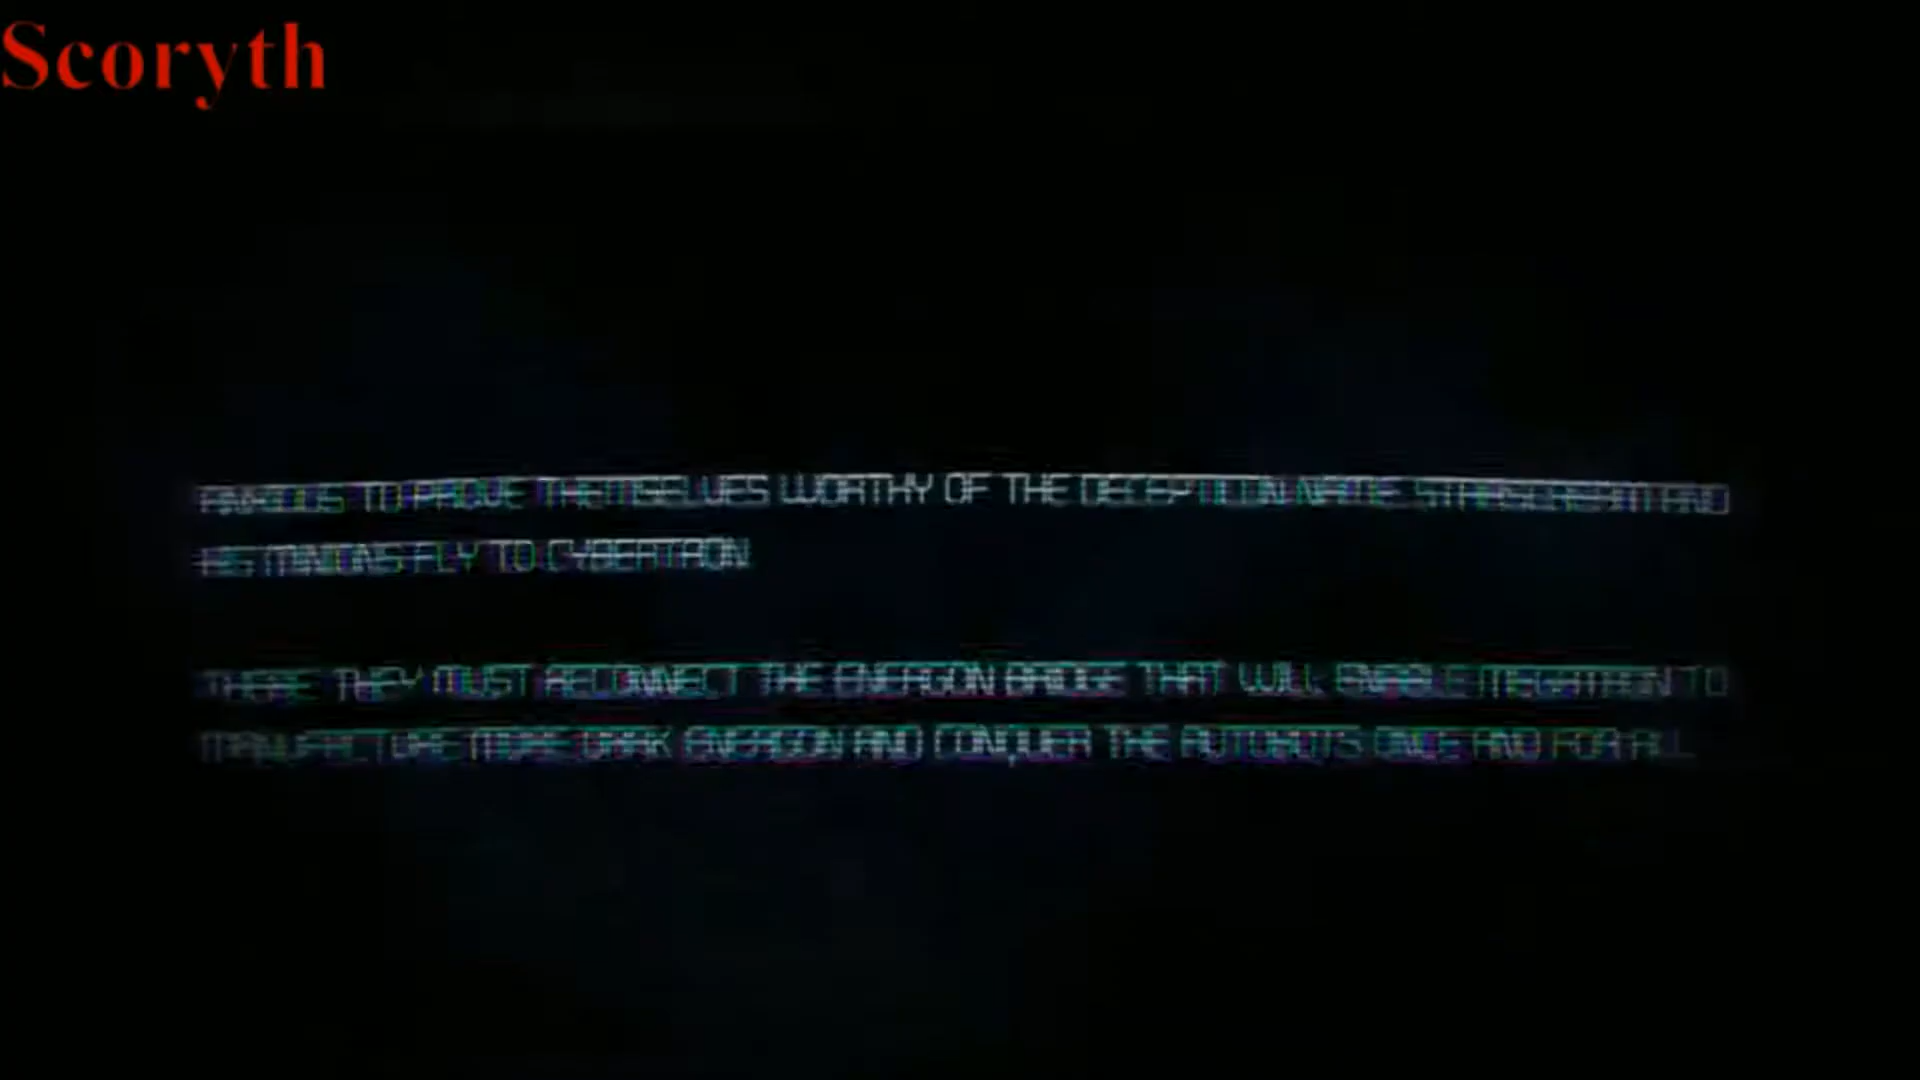 Scoryth
ANXIOUS TO PROVE THEMSELVES WORTHY OF THE DECEPTICON NAME STARSCREAM AND
HIS MINIONS FLY TO CYBERTRON
THERE THEY MUST RECONNECT THE ENERGON BRIDGE THAT WILL ENABLE MEGATRON TO
MANUFACTURE MORE DARK ENERGON AND CONQUER THE AUTOBOTS ONCE AND FOR ALL